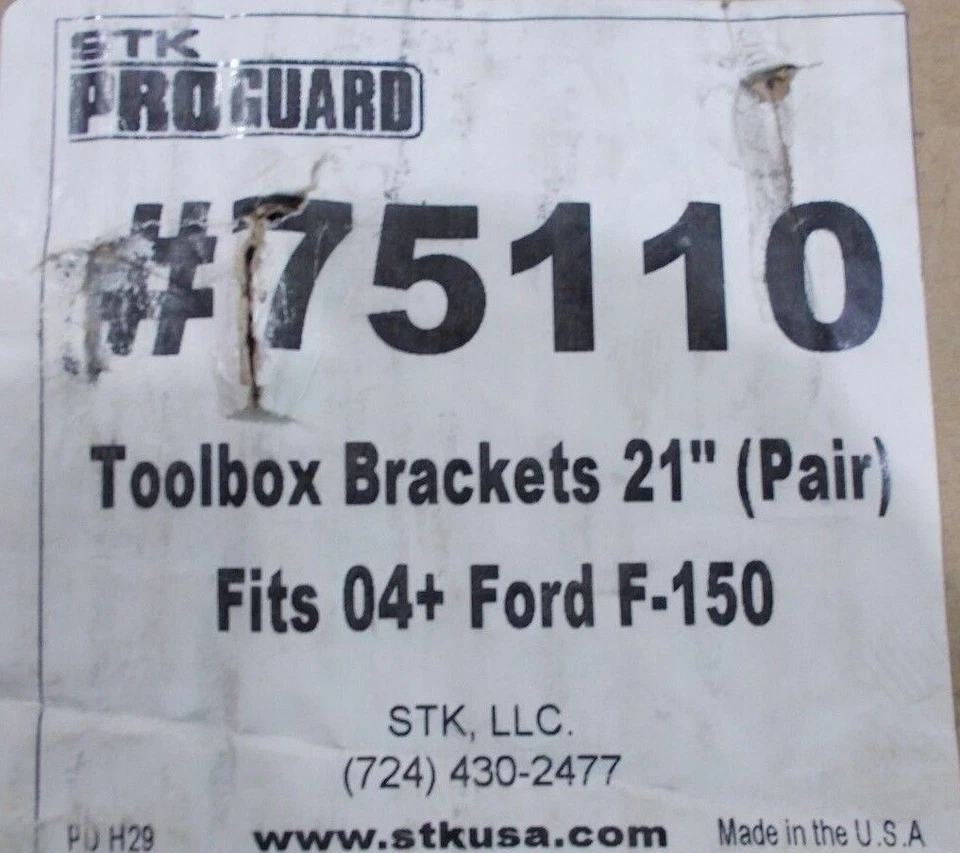 STK
PROGUARD
#75110
Toolbox Brackets 21" (Pair)
Fits 04+ Ford F-150
STK, LLC.
(724) 430-2477
H29 www.stkusa.com Made in the U.S.A